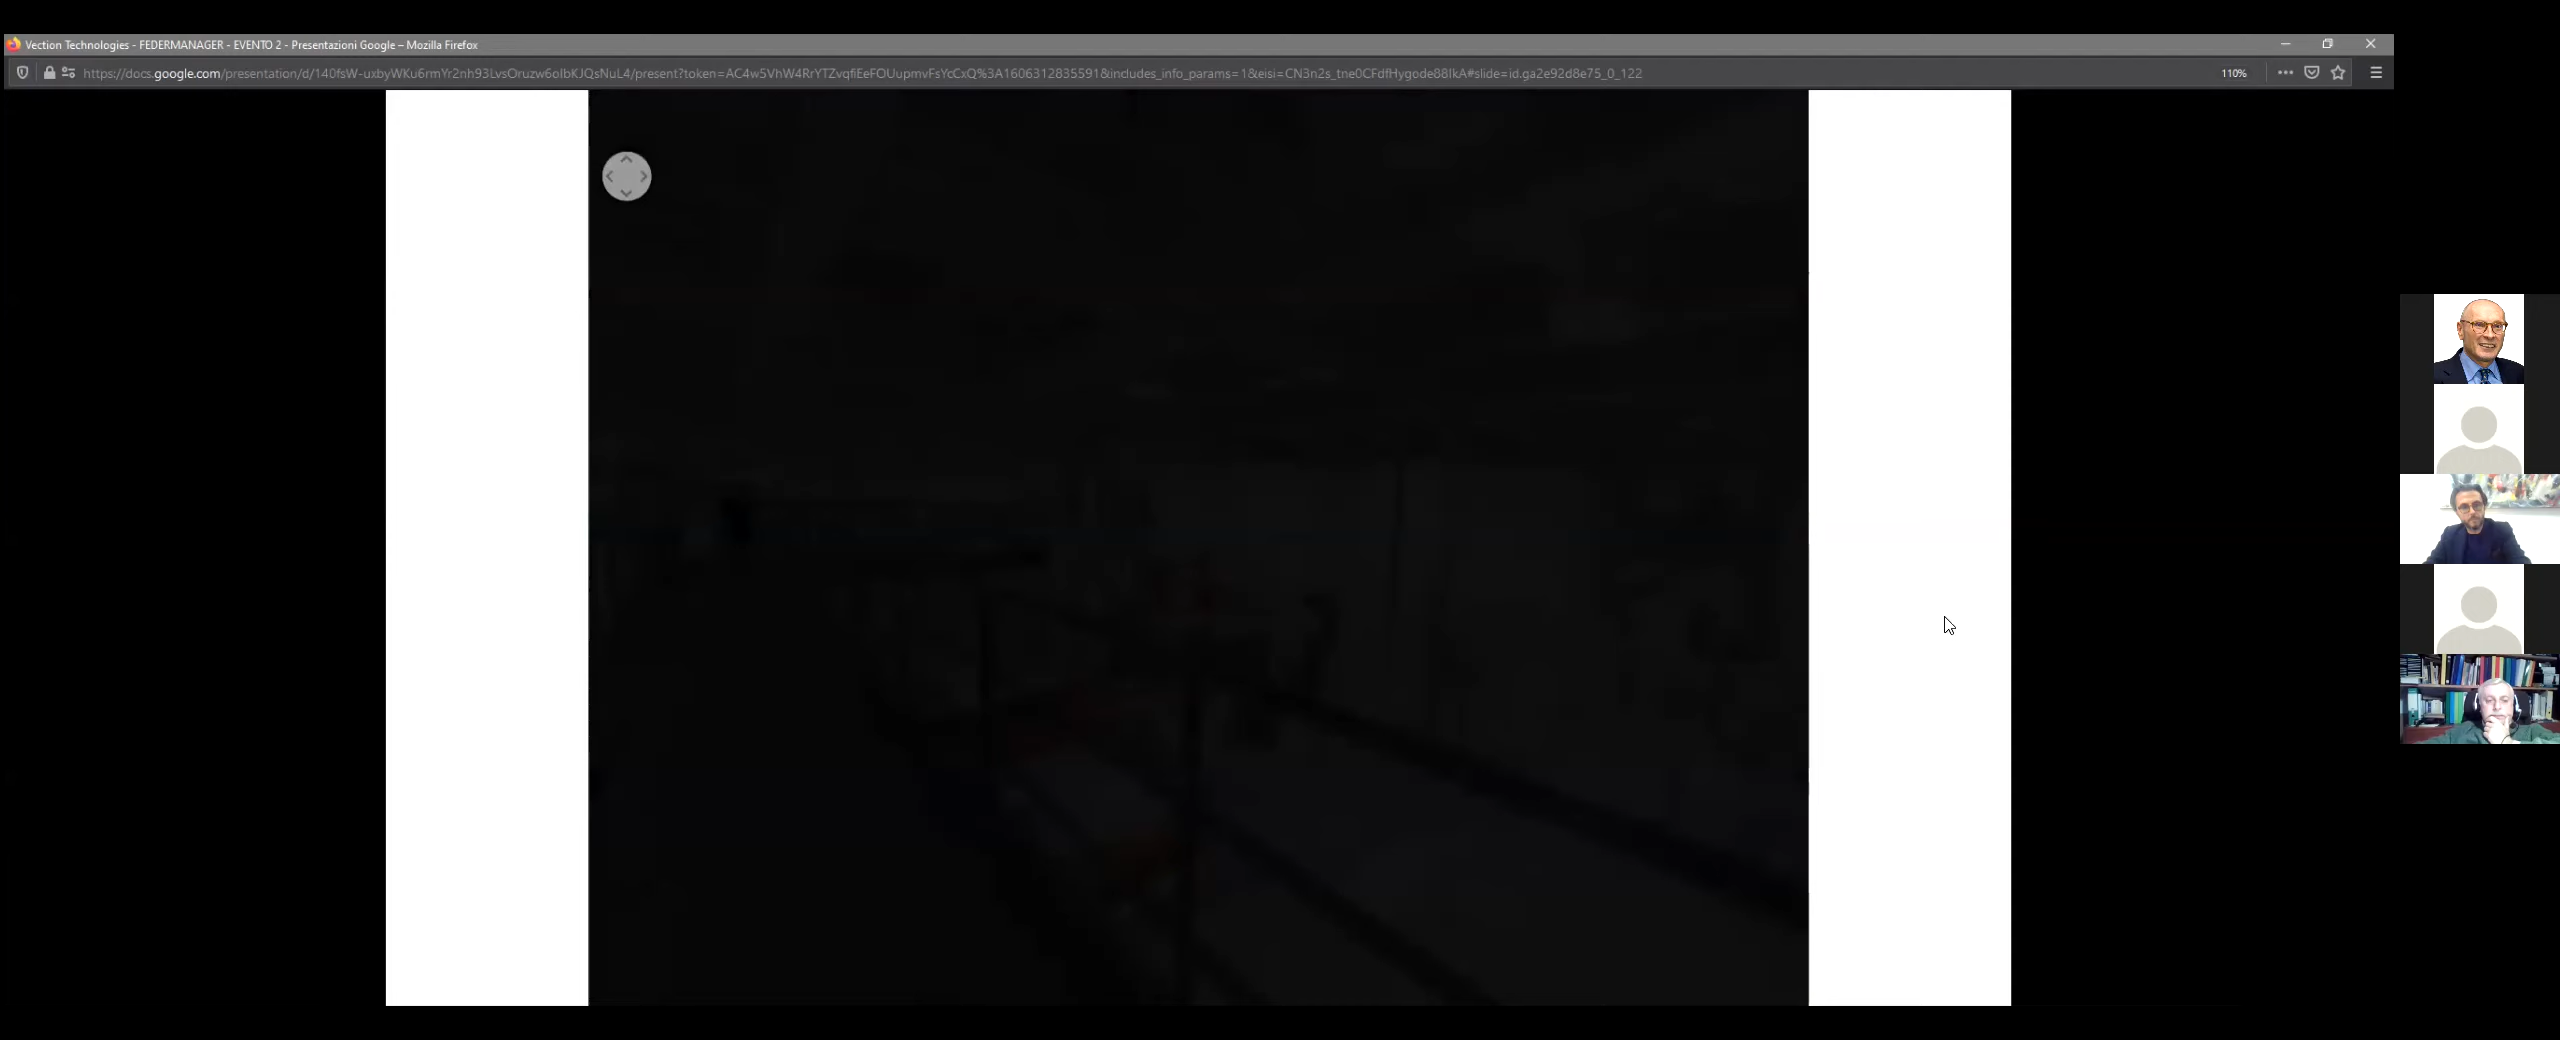 Vection Technologies - FEDERMANAGER - EVENTO 2 - Presentazioni Google – Mozilla Firefox
https://docs.google.com/presentation/d/140fsW-uxbyWKu6rmYr2nh93LvsOruzw6oIbKJQsNuL4/present?token=AC4w5VhW4RrYTZvqfiEeFOUupmvFsYcCxQ%3A1606312835591&includes_info_params=1&eisi=CN3n2s_tne0CFdfHygode88IkA#slide=id.ga2e92d8e75_0_122
110%